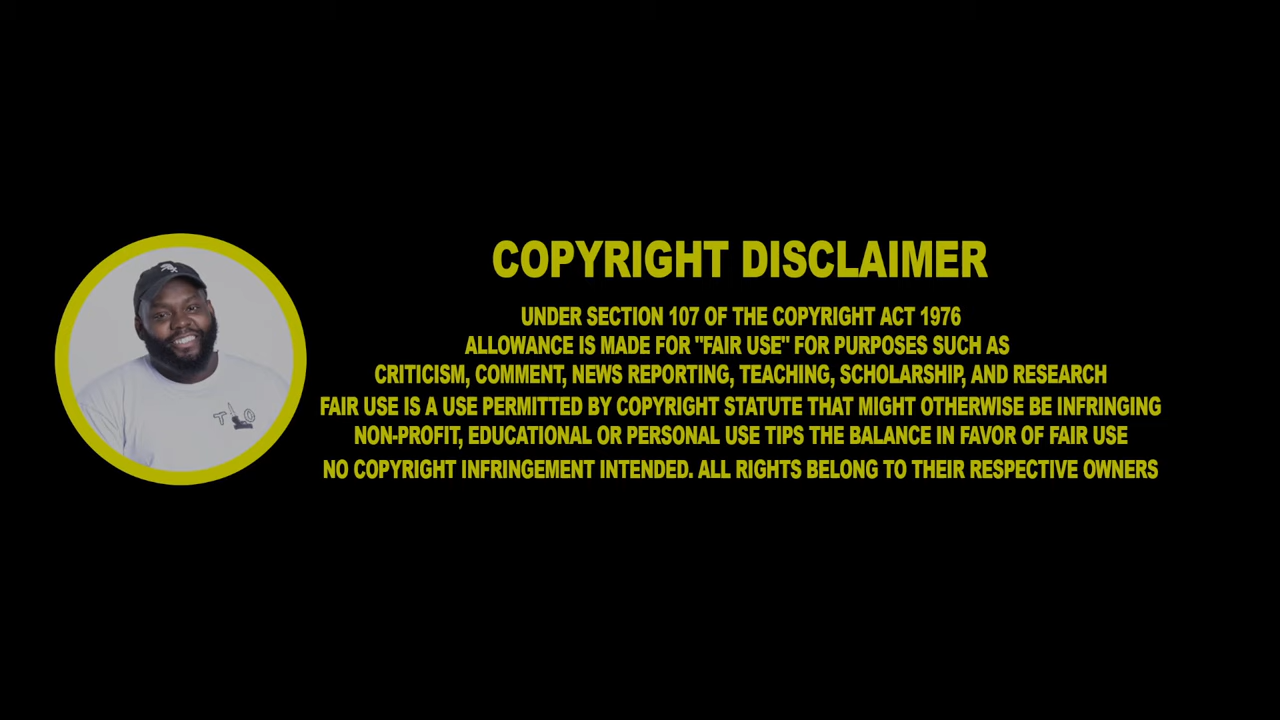 COPYRIGHT DISCLAIMER
UNDER SECTION 107 OF THE COPYRIGHT ACT 1976
ALLOWANCE IS MADE FOR "FAIR USE" FOR PURPOSES SUCH AS
CRITICISM, COMMENT, NEWS REPORTING, TEACHING, SCHOLARSHIP, AND RESEARCH
FAIR USE IS A USE PERMITTED BY COPYRIGHT STATUTE THAT MIGHT OTHERWISE BE INFRINGING
NON-PROFIT, EDUCATIONAL OR PERSONAL USE TIPS THE BALANCE IN FAVOR OF FAIR USE
NO COPYRIGHT INFRINGEMENT INTENDED. ALL RIGHTS BELONG TO THEIR RESPECTIVE OWNERS